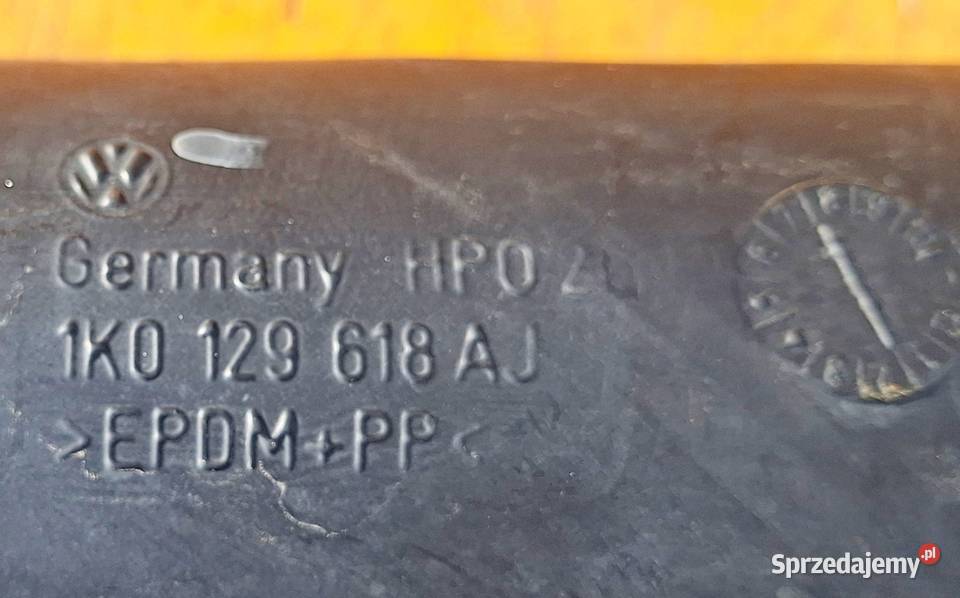 Germany HPO
1K0 129 618 AJ
>EPDM+PP<
Sprzedajemy.pl